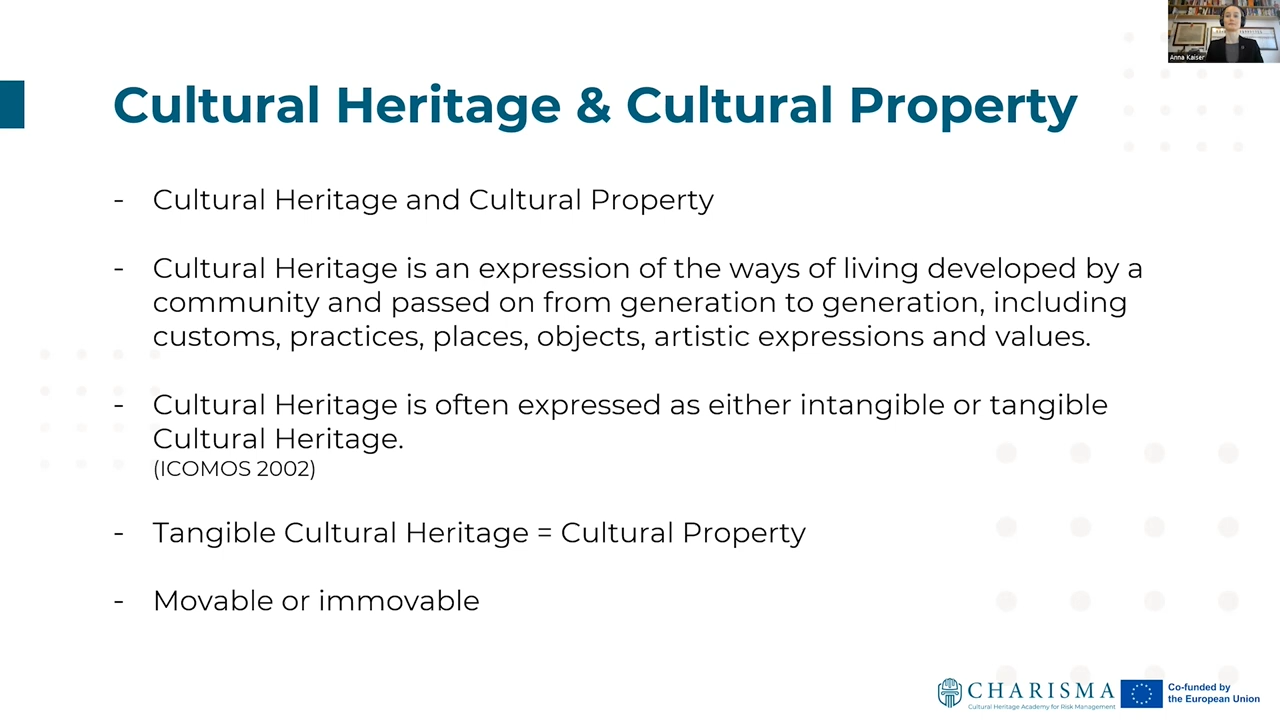 Anna Kaiser
Cultural Heritage & Cultural Property
- Cultural Heritage and Cultural Property
- Cultural Heritage is an expression of the ways of living developed by a
community and passed on from generation to generation, including
customs, practices, places, objects, artistic expressions and values.
- Cultural Heritage is often expressed as either intangible or tangible
Cultural Heritage.
(ICOMOS 2002)
- Tangible Cultural Heritage = Cultural Property
- Movable or immovable
CHARISMA
Cultural Heritage Academy for Risk Management
Co-funded by
the European Union